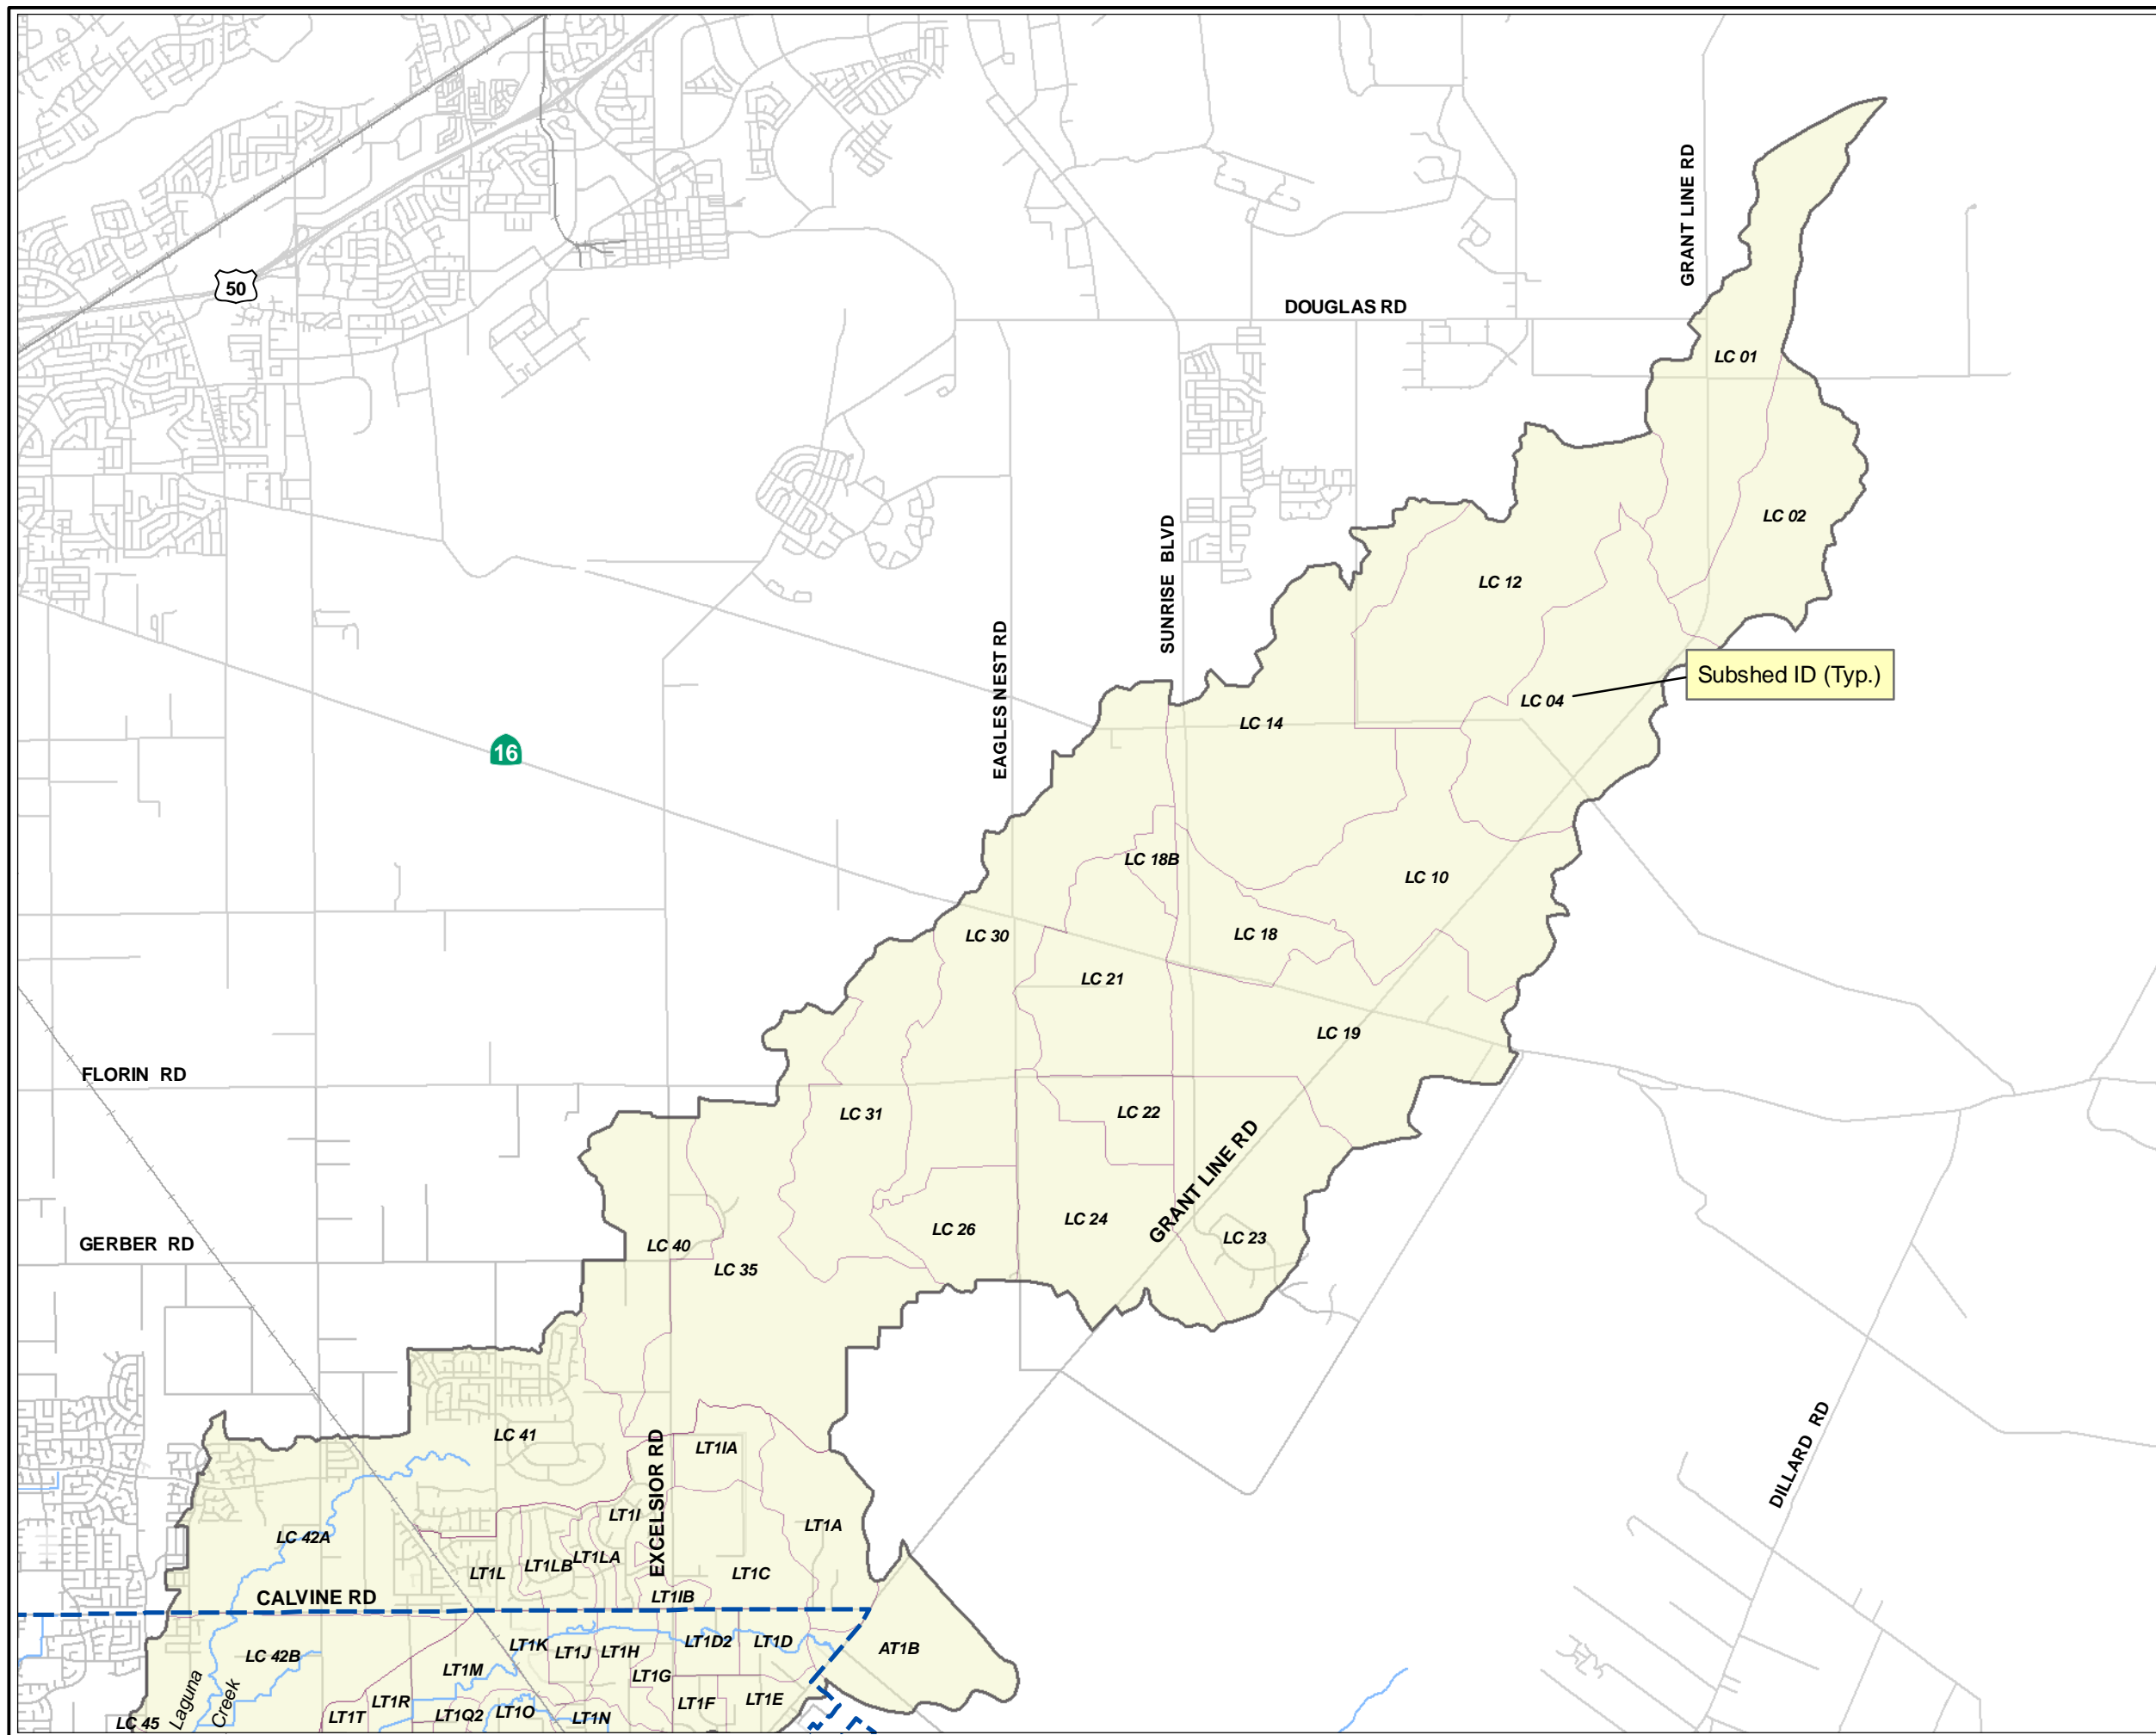 GRANT LINE RD
50
DOUGLAS RD
LC 01
LC 02
SUNRISE BLVD
LC 12
EAGLES NEST RD
Subshed ID (Typ.)
LC 04
LC 14
16
LC 18B
LC 10
LC 18
LC 30
LC 21
LC 19
FLORIN RD
LC 31
LC 22
GRANT LINE RD
LC 24
LC 26
LC 23
GERBER RD
LC 40
LC 35
DILLARD RD
LC 41
LT1IA
EXCELSIOR RD
LT1I
LT1A
LC 42A
LT1LA
LT1LB
LT1L
LT1C
CALVINE RD
LT1IB
LT1K
LT1J
LT1H
LT1D2
LT1D
AT1B
LC 42B
LT1M
LT1G
LT1R
LT1F
LT1E
Laguna
Creek
LC 45
LT1T
LT1Q2
LT1O
LT1N